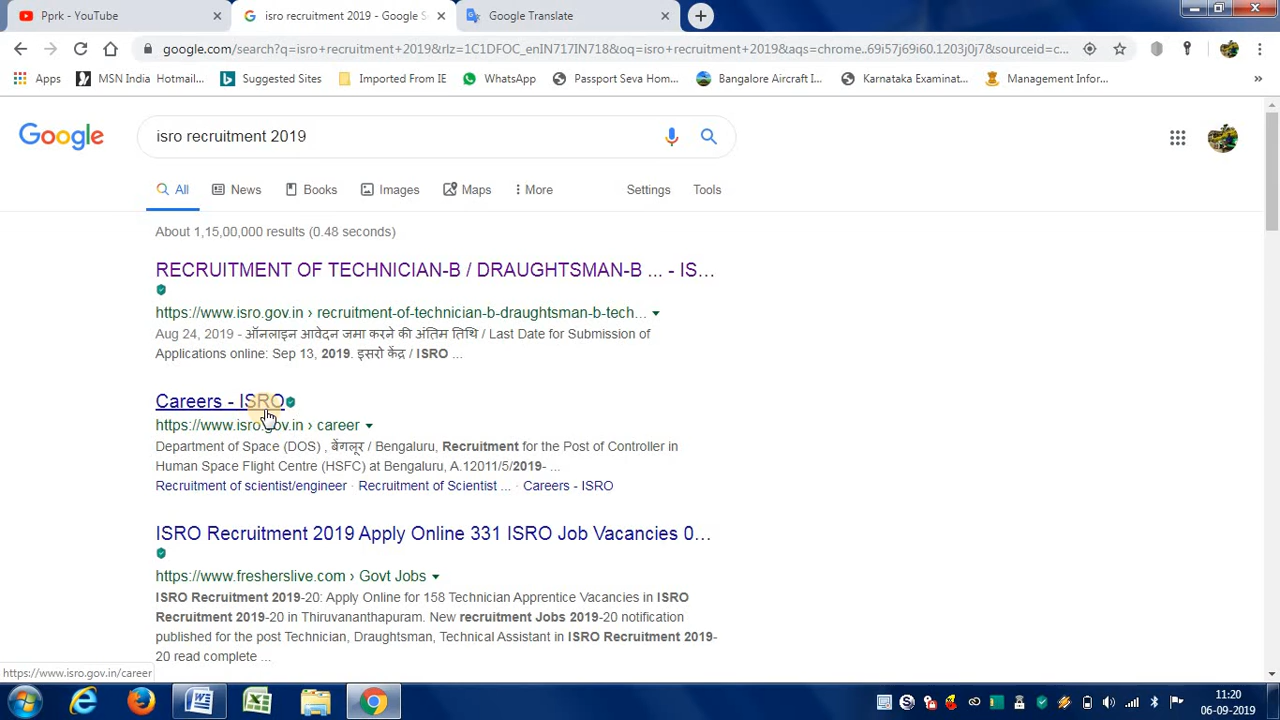 Pprk - YouTube
isro recruitment 2019 - Google S
Google Translate
google.com/search?q=isro+recruitment+2019&rlz=1C1DFOC_enIN717IN718&oq=isro+recruitment+2019&aqs=chrome..69i57j69i60.1203j0j7&sourceid=c...
Apps
MSN India Hotmail...
Suggested Sites
Imported From IE
WhatsApp
Passport Seva Hom...
Bangalore Aircraft I...
Karnataka Examinat...
Management Infor...
»
Google
isro recruitment 2019
All
News
Books
Images
Maps
More
Settings
Tools
About 1,15,00,000 results (0.48 seconds)
RECRUITMENT OF TECHNICIAN-B / DRAUGHTSMAN-B ... - IS...
https://www.isro.gov.in › recruitment-of-technician-b-draughtsman-b-tech...
Aug 24, 2019 - ऑनलाइन आवेदन जमा करने की अंतिम तिथि / Last Date for Submission of
Applications online: Sep 13, 2019. इसरो केंद्र / ISRO ...
Careers - ISRO
https://www.isro.gov.in › career
Department of Space (DOS) , बेंगलूर / Bengaluru, Recruitment for the Post of Controller in
Human Space Flight Centre (HSFC) at Bengaluru, A.12011/5/2019- ...
Recruitment of scientist/engineer · Recruitment of Scientist ... · Careers - ISRO
ISRO Recruitment 2019 Apply Online 331 ISRO Job Vacancies 0...
https://www.fresherslive.com › Govt Jobs
ISRO Recruitment 2019-20: Apply Online for 158 Technician Apprentice Vacancies in ISRO
Recruitment 2019-20 in Thiruvananthapuram. New recruitment Jobs 2019-20 notification
published for the post Technician, Draughtsman, Technical Assistant in ISRO Recruitment 2019-
20 read complete ...
https://www.isro.gov.in/career
11:20
06-09-2019